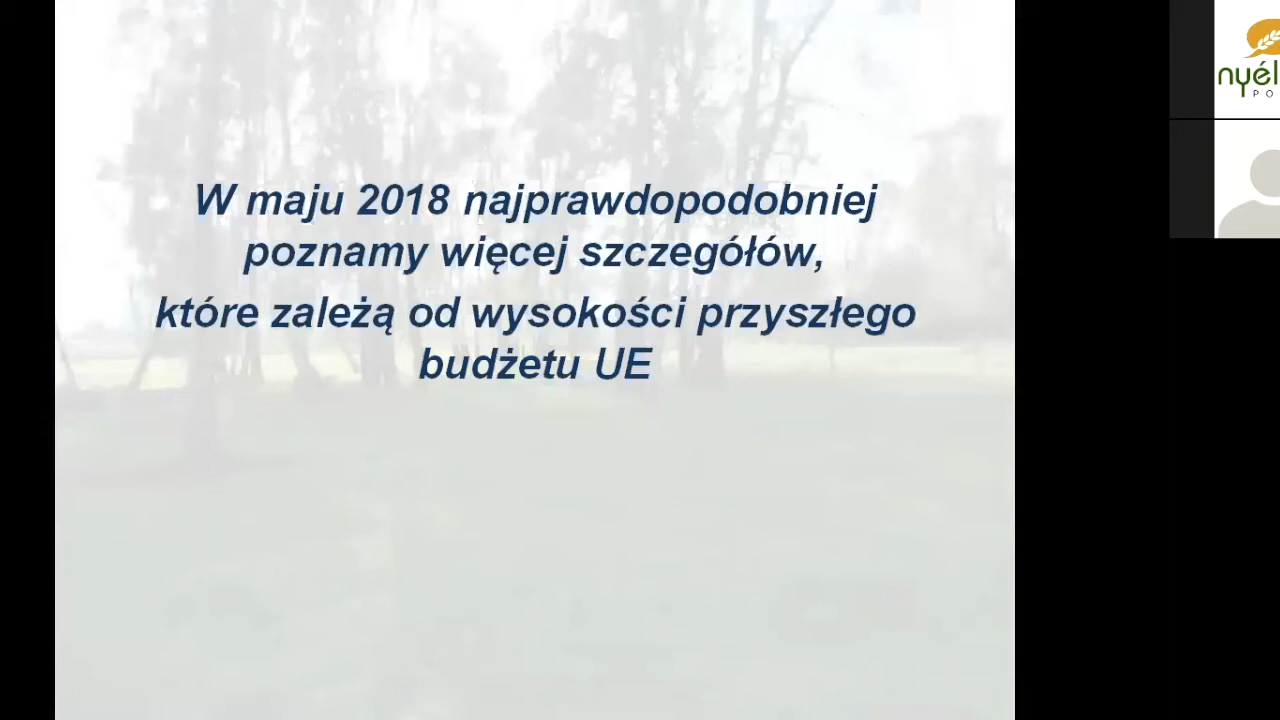 W maju 2018 najprawdopodobniej
poznamy więcej szczegółów,
które zależą od wysokości przyszłego
budżetu UE